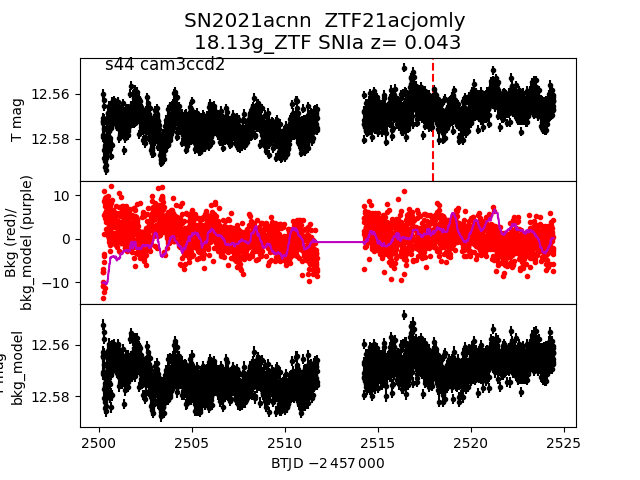 SN2021acnn ZTF21acjomly
18.13g_ZTF SNIa z= 0.043
s44 cam3ccd2
T mag
12.56
12.58
Bkg (red)/
bkg_model (purple)
10
0
−10
bkg_model
12.56
12.58
2500
2505
2510
2515
2520
2525
BTJD −2 457 000